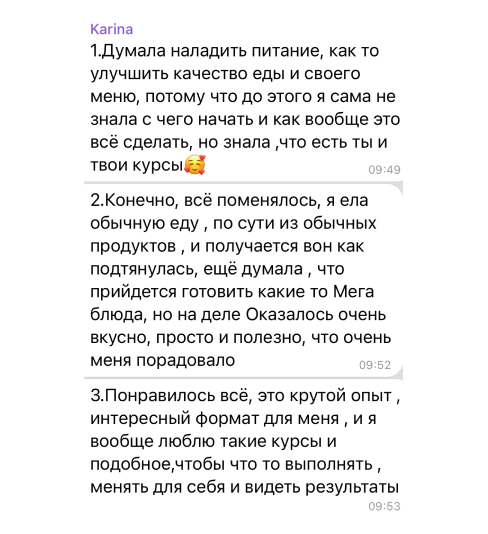 Karina
1.Думала наладить питание, как то
улучшить качество еды и своего
меню, потому что до этого я сама не
знала с чего начать и как вообще это
всё сделать, но знала ,что есть ты и
твои курсы🥰
09:49
2.Конечно, всё поменялось, я ела
обычную еду , по сути из обычных
продуктов , и получается вон как
подтянулась, ещё думала , что
прийдется готовить какие то Мега
блюда, но на деле Оказалось очень
вкусно, просто и полезно, что очень
меня порадовало
09:52
3.Понравилось всё, это крутой опыт ,
интересный формат для меня , и я
вообще люблю такие курсы и
подобное,чтобы что то выполнять ,
менять для себя и видеть результаты
09:53